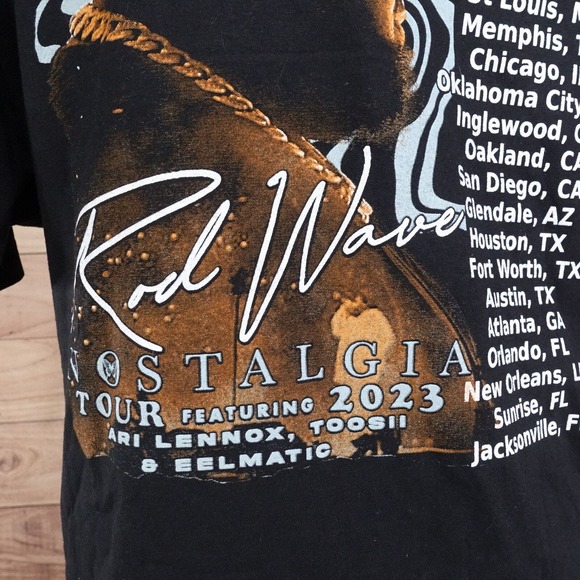 Rod Wave
NOSTALGIA
TOUR FEATURING 2023
ARI LENNOX, TOOSII
& EELMATIC
St Louis,
Memphis,
Chicago,
Oklahoma City
Inglewood,
Oakland, CA
San Diego, CA
Glendale, AZ
Houston, TX
Fort Worth, TX
Austin, TX
Atlanta, GA
Orlando, FL
New Orleans,
Sunrise, FL
Jacksonville,